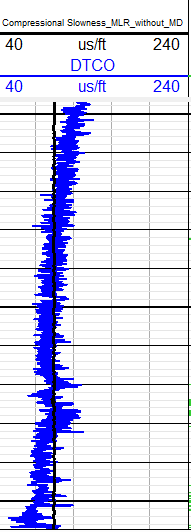 Compressional Slowness_MLR_without_MD
40 us/ft 240
DTCO
40 us/ft 240